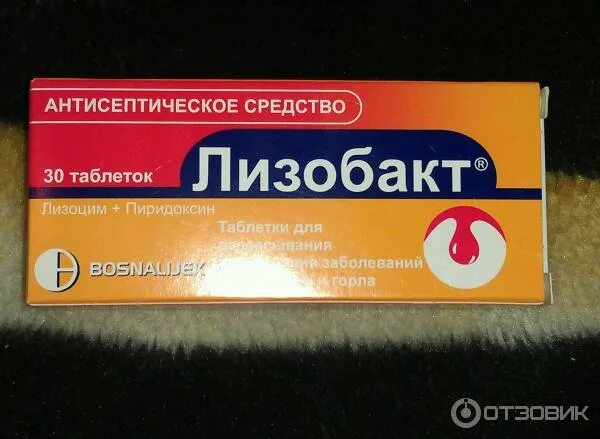 АНТИСЕПТИЧЕСКОЕ СРЕДСТВО
30 таблеток
Лизобакт®
Лизоцим + Пиридоксин
Таблетки для
заболеваний
и горла
BOSNALIJEK
ОТЗОВИК